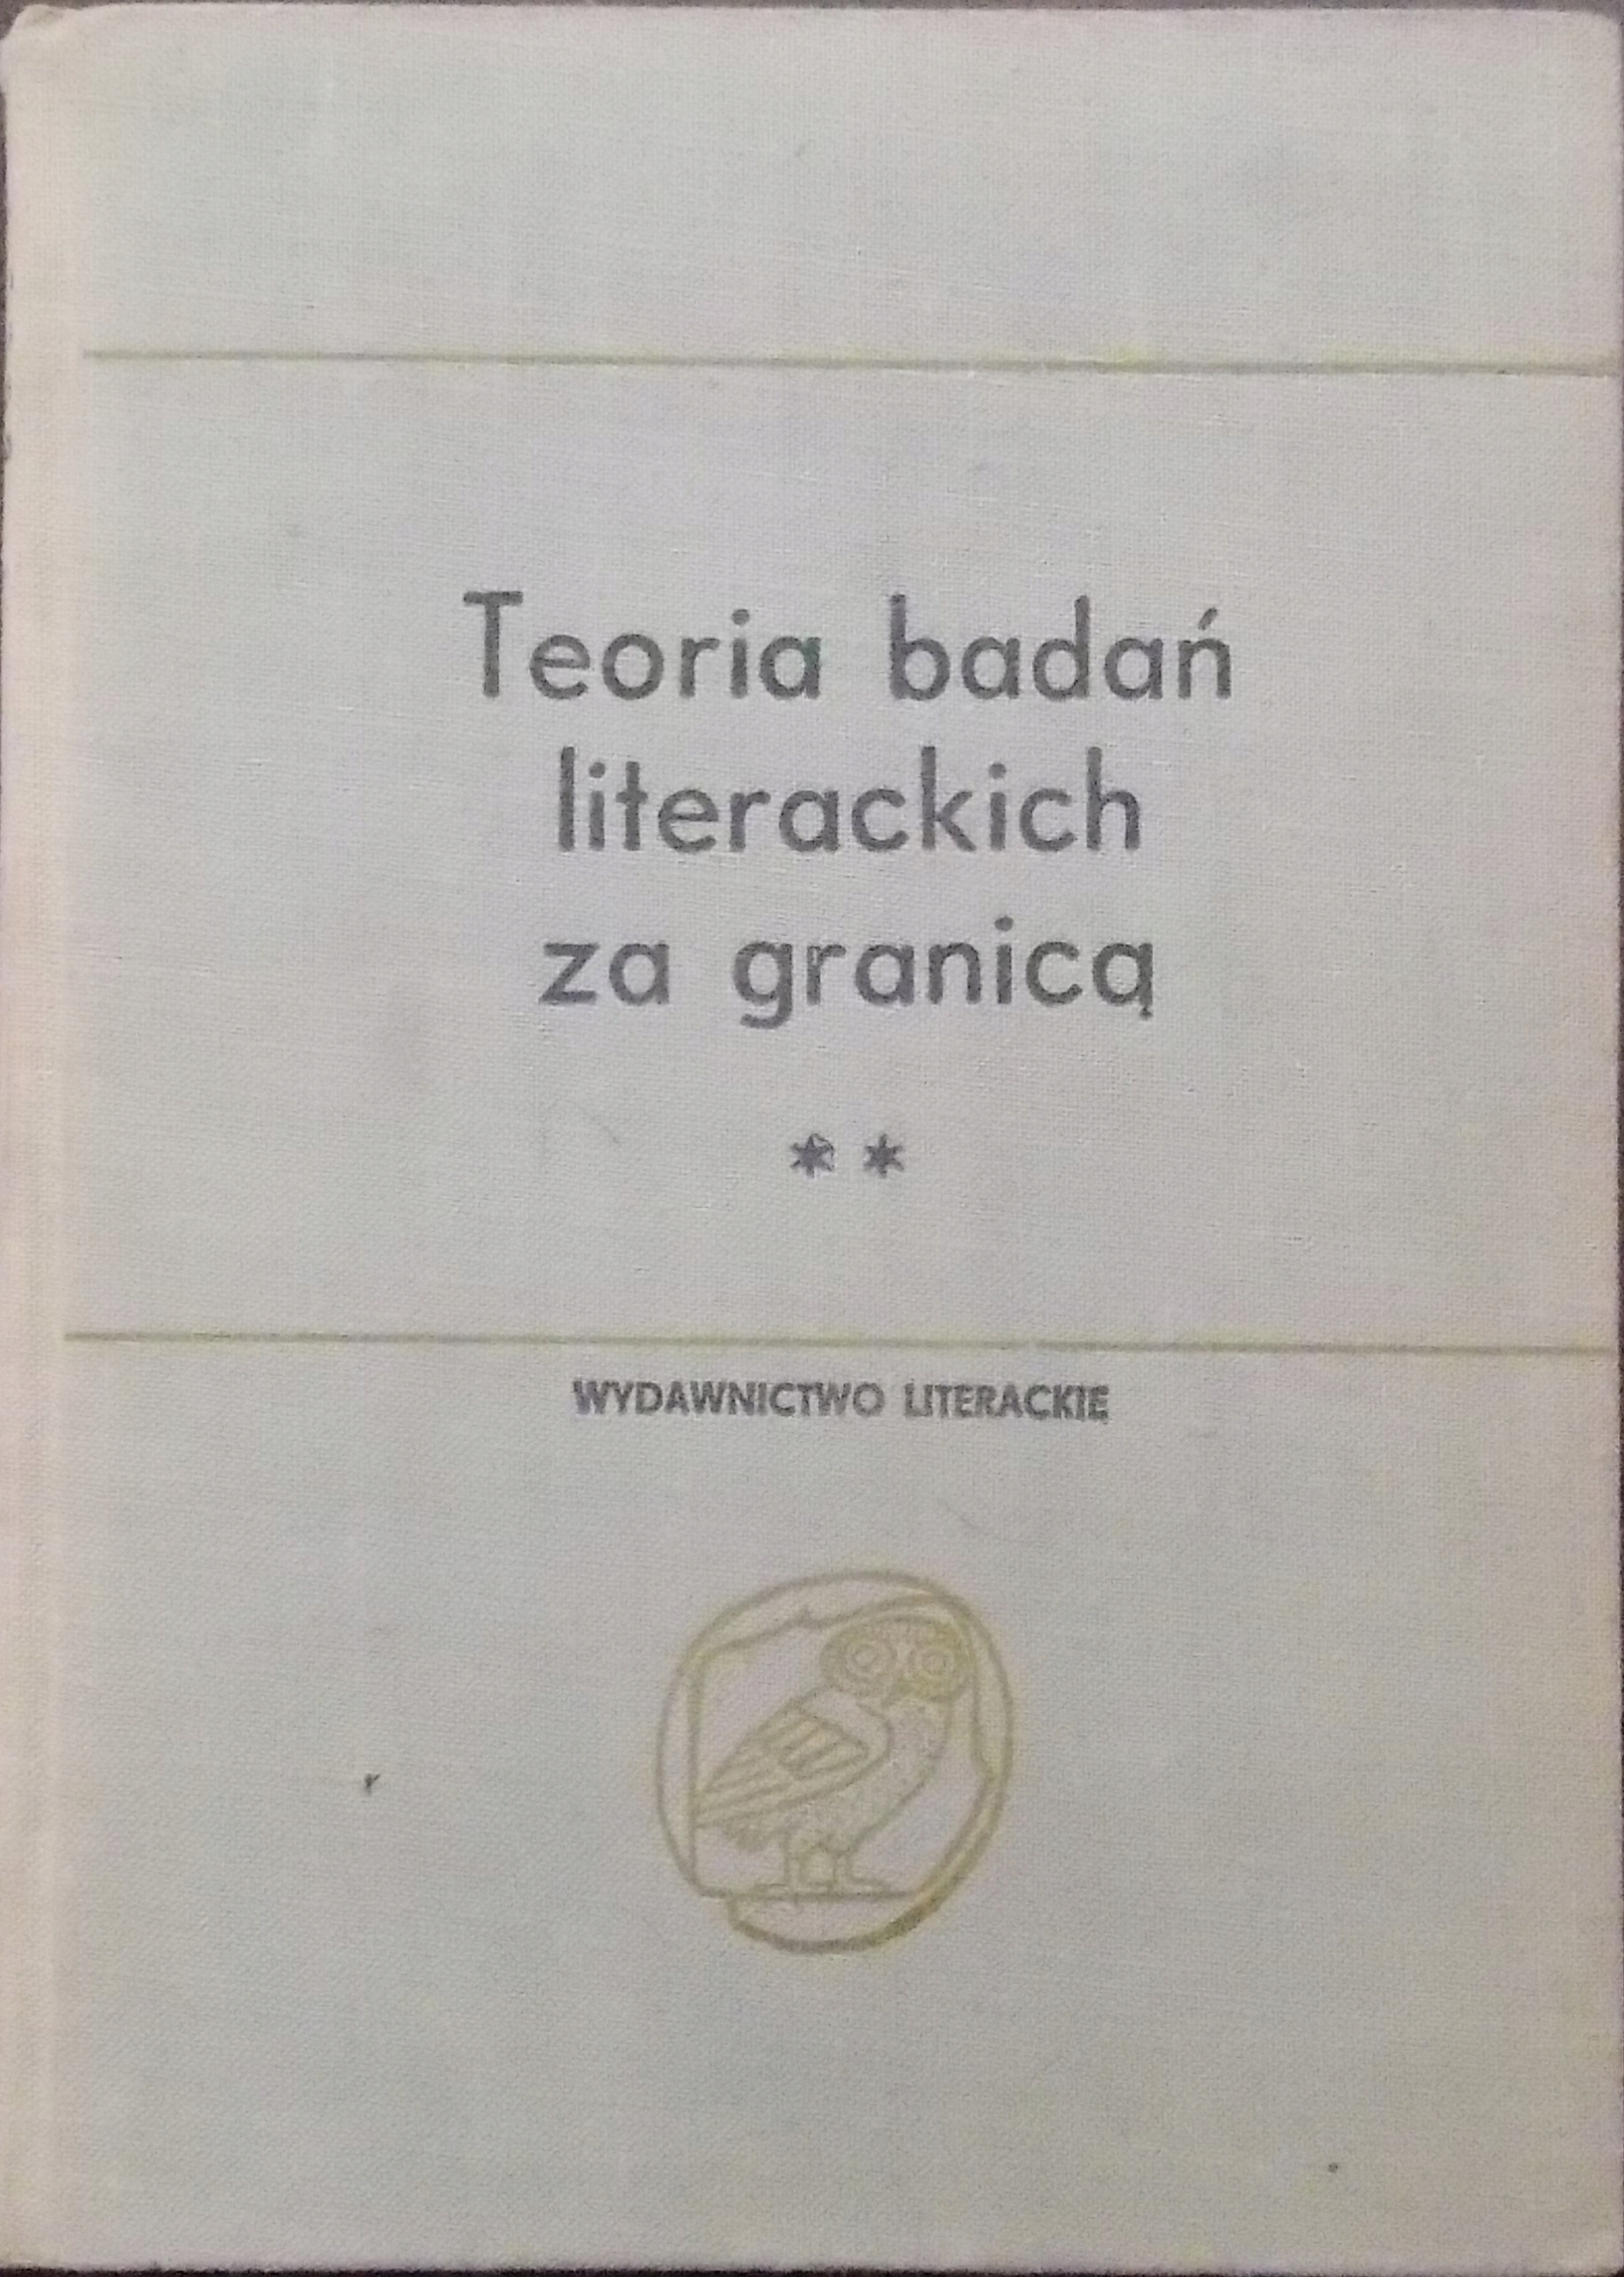 Teoria badań
literackich
za granicą
* *
WYDAWNICTWO LITERACKIE